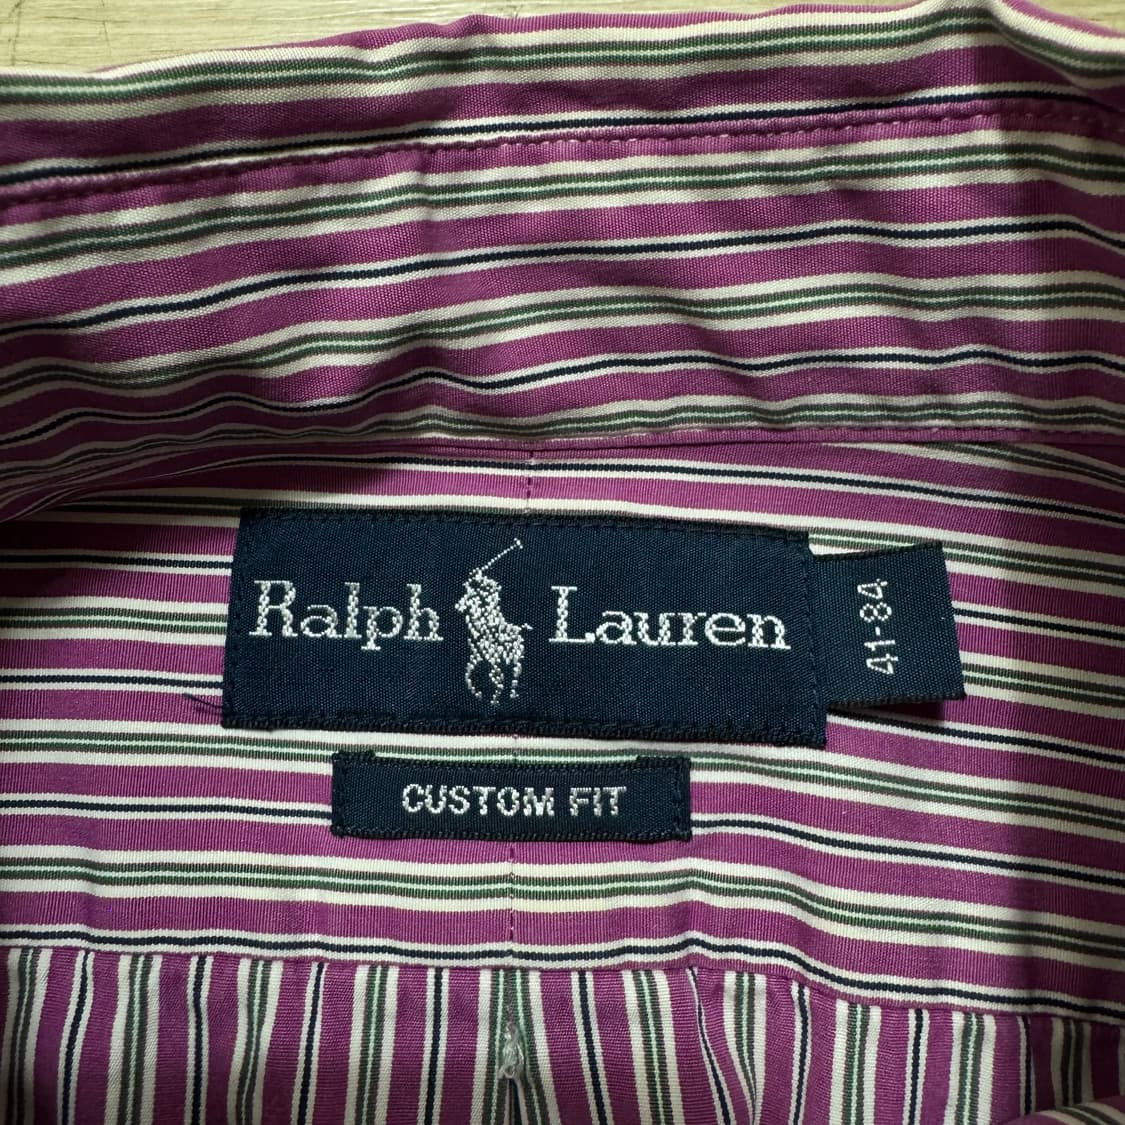 Ralph Lauren
41-84
CUSTOM FIT